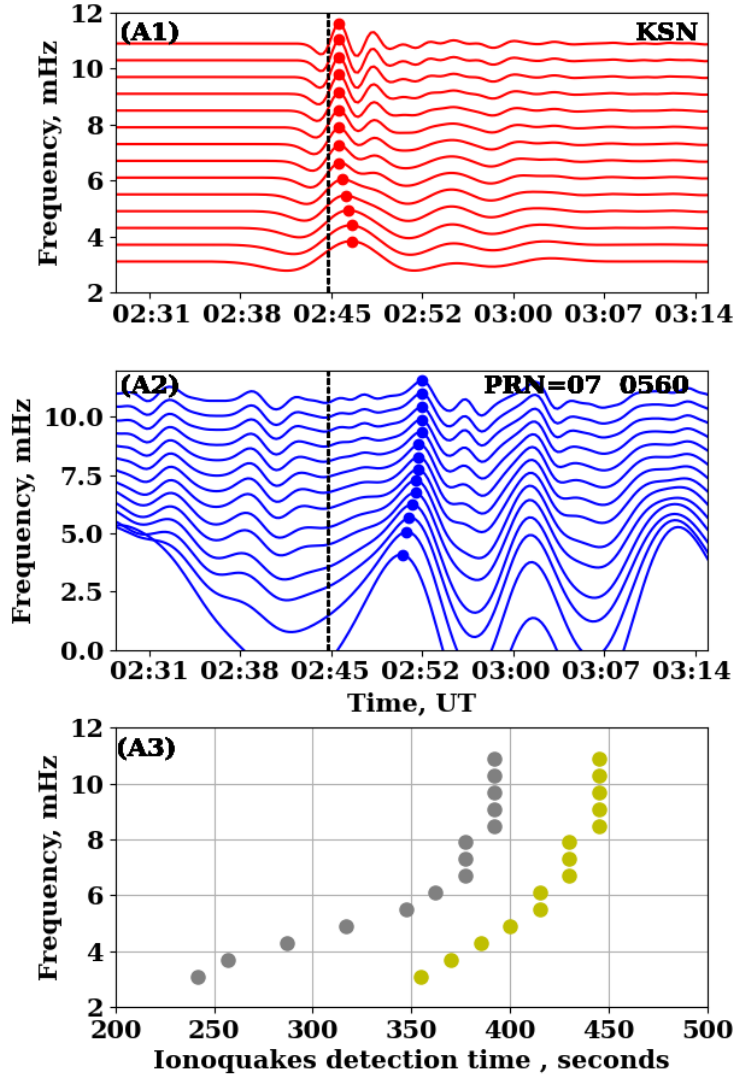 12
(A1) KSN
10
8
6
4
2
Frequency, mHz
02:31 02:38 02:45 02:52 03:00 03:07 03:14
(A2) PRN=07 0560
10.0
7.5
5.0
2.5
0.0
Frequency, mHz
02:31 02:38 02:45 02:52 03:00 03:07 03:14
Time, UT
12
(A3)
10
8
6
4
2
Frequency, mHz
200 250 300 350 400 450 500
Ionoquakes detection time , seconds